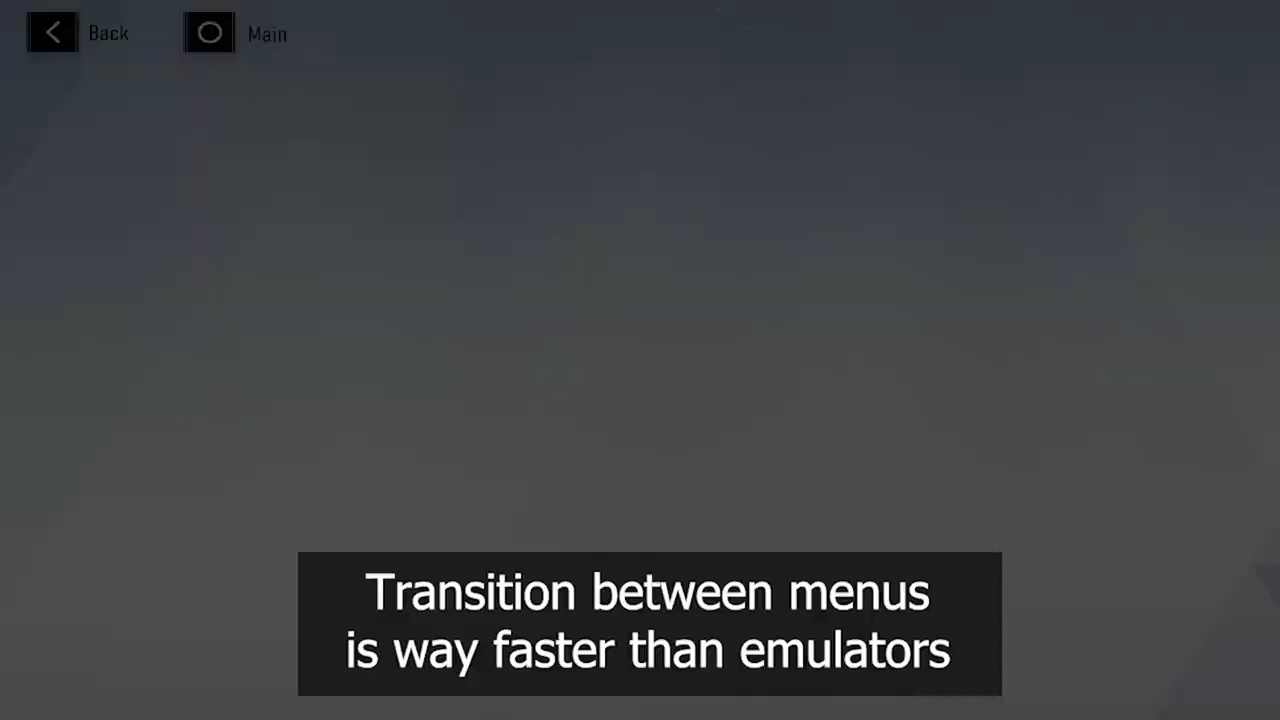 Back
Main
Transition between menus
is way faster than emulators